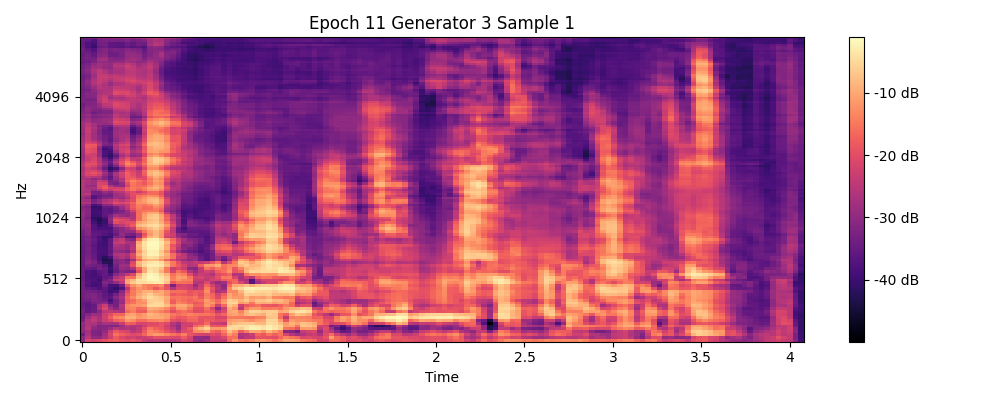 Epoch 11 Generator 3 Sample 1
Hz
4096
2048
1024
512
0
0 0.5 1 1.5 2 2.5 3 3.5 4
Time
-10 dB
-20 dB
-30 dB
-40 dB